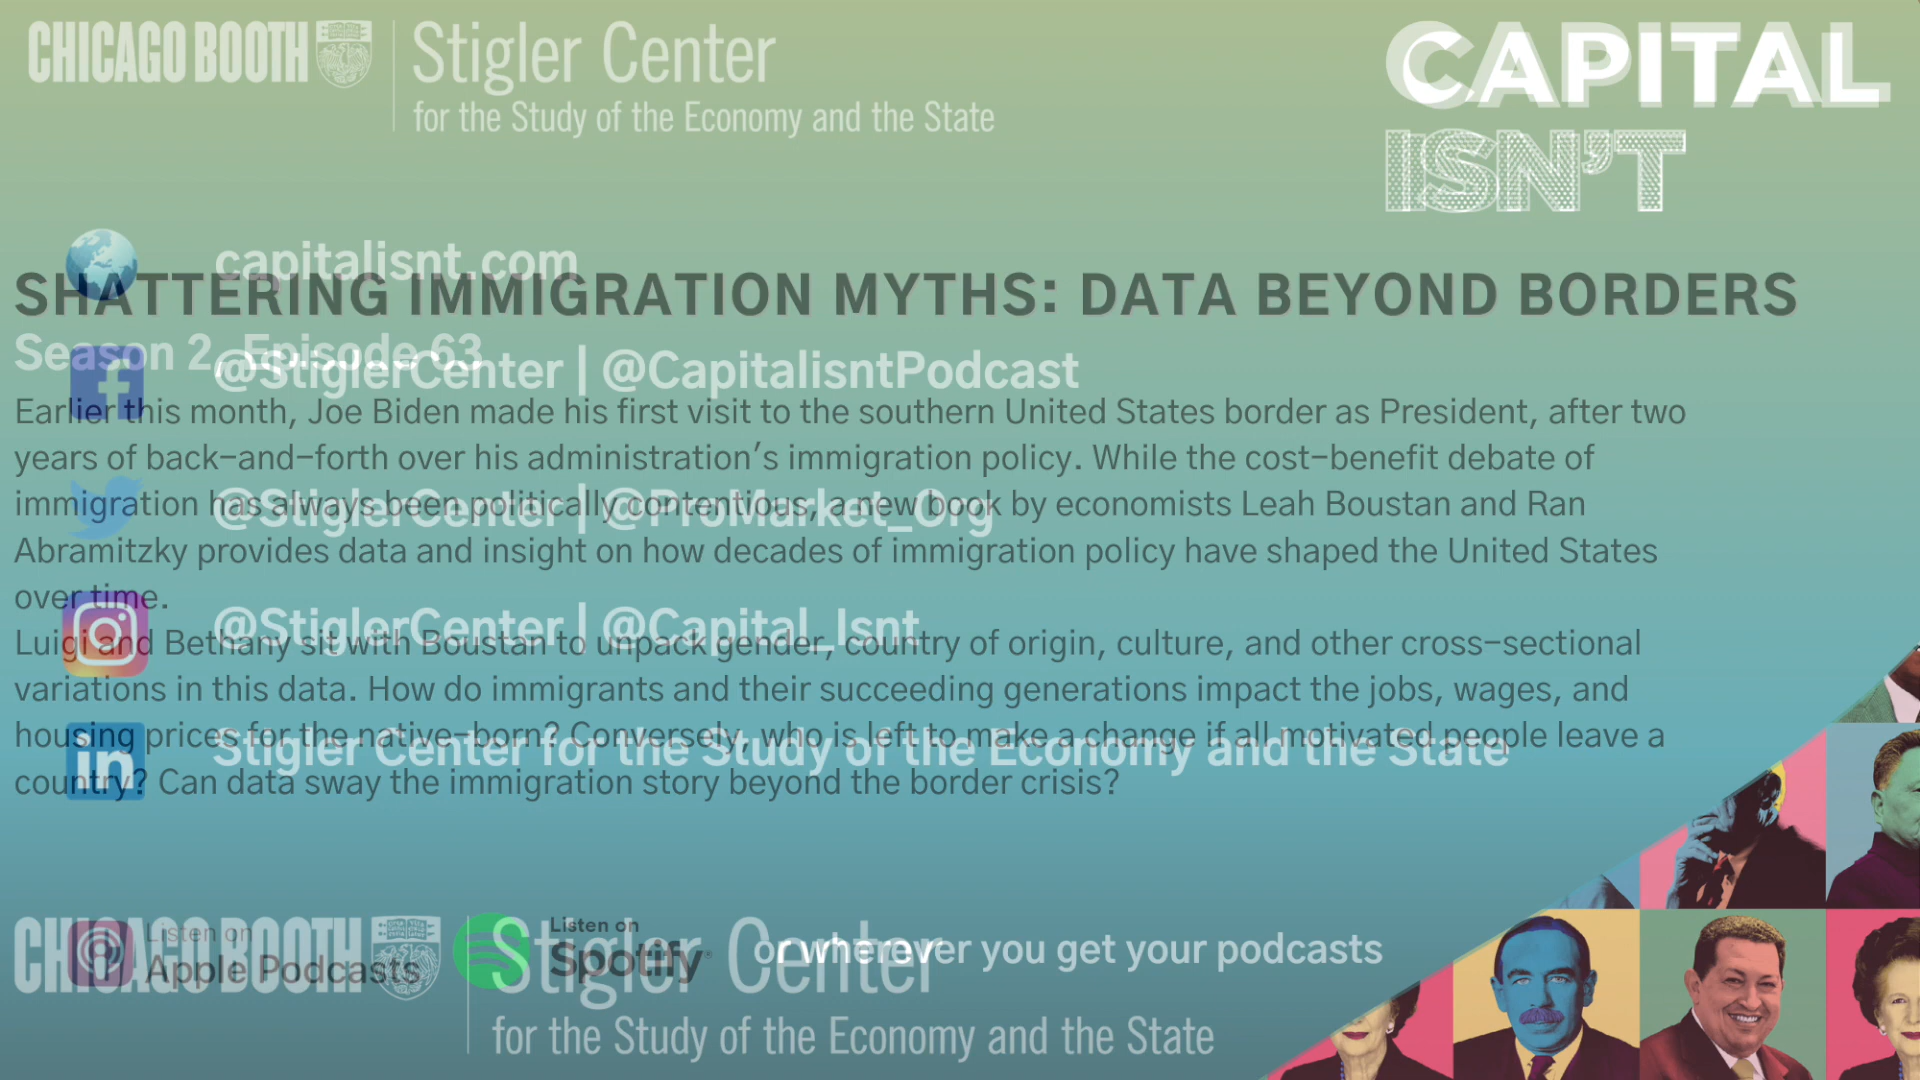 CHICAGO BOOTH
Stigler Center
for the Study of the Economy and the State
CAPITAL
ISN'T
capitalisnt.com
SHATTERING IMMIGRATION MYTHS: DATA BEYOND BORDERS
Season 2, Episode 63
@StiglerCenter | @CapitalisntPodcast
Earlier this month, Joe Biden made his first visit to the southern United States border as President, after two
years of back-and-forth over his administration's immigration policy. While the cost-benefit debate of
immigration has always been politically contentious, a new book by economists Leah Boustan and Ran
@StiglerCenter | @ProMarket_Org
Abramitzky provides data and insight on how decades of immigration policy have shaped the United States
over time.
@StiglerCenter | @Capital_Isnt
Luigi and Bethany sit with Boustan to unpack gender, country of origin, culture, and other cross-sectional
variations in this data. How do immigrants and their succeeding generations impact the jobs, wages, and
housing prices for the native-born? Conversely, who is left to make a change if all motivated people leave a
in
Stigler Center for the Study of the Economy and the State
country? Can data sway the immigration story beyond the border crisis?
CHICAGO BOOTH
Stigler Center
for the Study of the Economy and the State
Listen on
Apple Podcasts
Listen on
Spotify
or wherever you get your podcasts